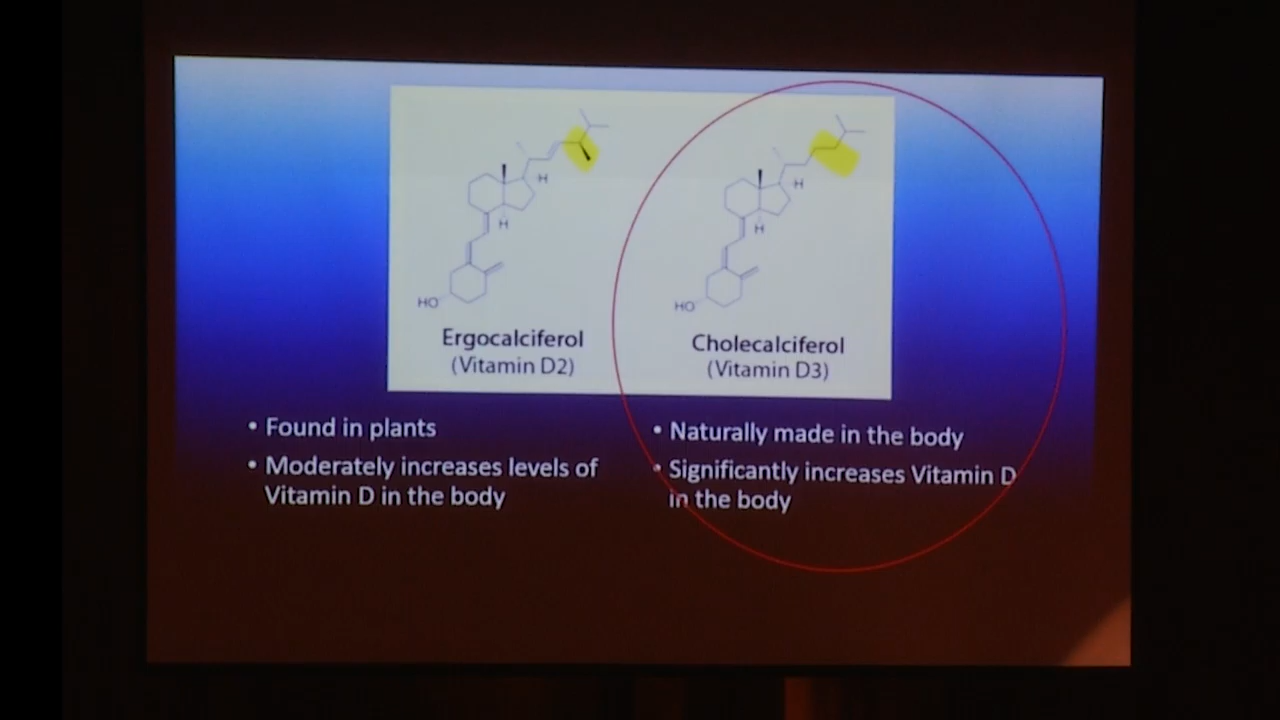 H
H
HO
Ergocalciferol
(Vitamin D2)
H
H
HO
Cholecalciferol
(Vitamin D3)
• Found in plants
• Moderately increases levels of
Vitamin D in the body
• Naturally made in the body
• Significantly increases Vitamin D
in the body